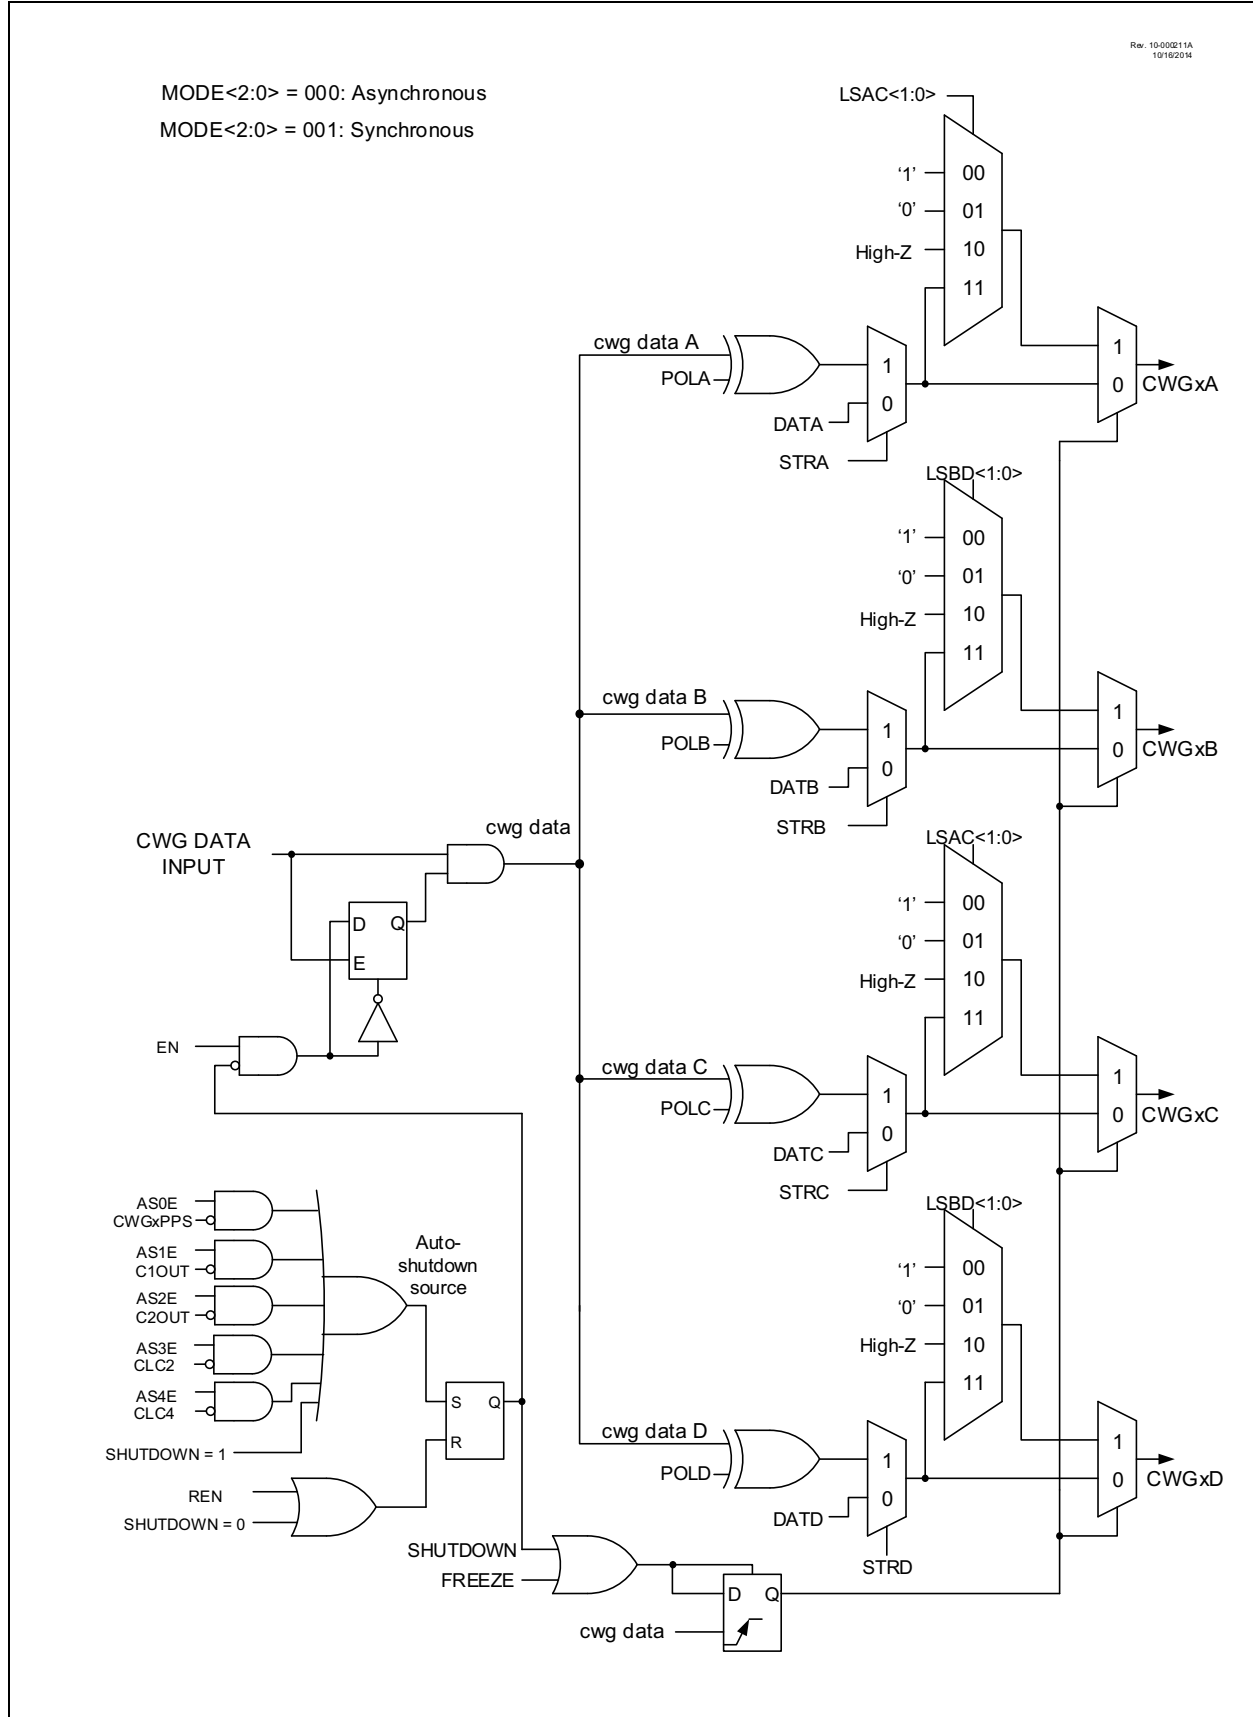 Rev. 10-000211A
10/16/2014
MODE<2:0> = 000: Asynchronous
MODE<2:0> = 001: Synchronous
LSAC<1:0>
‘1’ 00
‘0’ 01
High-Z 10
11
cwg data A
POLA
1
0
DATA
STRA
1
0
CWGxA
LSBD<1:0>
‘1’ 00
‘0’ 01
High-Z 10
11
cwg data B
POLB
1
0
DATB
STRB
1
0
CWGxB
CWG DATA
INPUT
cwg data
D Q
E
EN
LSAC<1:0>
‘1’ 00
‘0’ 01
High-Z 10
11
cwg data C
POLC
1
0
DATC
STRC
1
0
CWGxC
AS0E
CWGxPPS
AS1E
C1OUT
AS2E
C2OUT
AS3E
CLC2
AS4E
CLC4
SHUTDOWN = 1
Auto-
shutdown
source
S Q
R
REN
SHUTDOWN = 0
LSBD<1:0>
‘1’ 00
‘0’ 01
High-Z 10
11
cwg data D
POLD
1
0
DATD
STRD
1
0
CWGxD
SHUTDOWN
FREEZE
D Q
cwg data